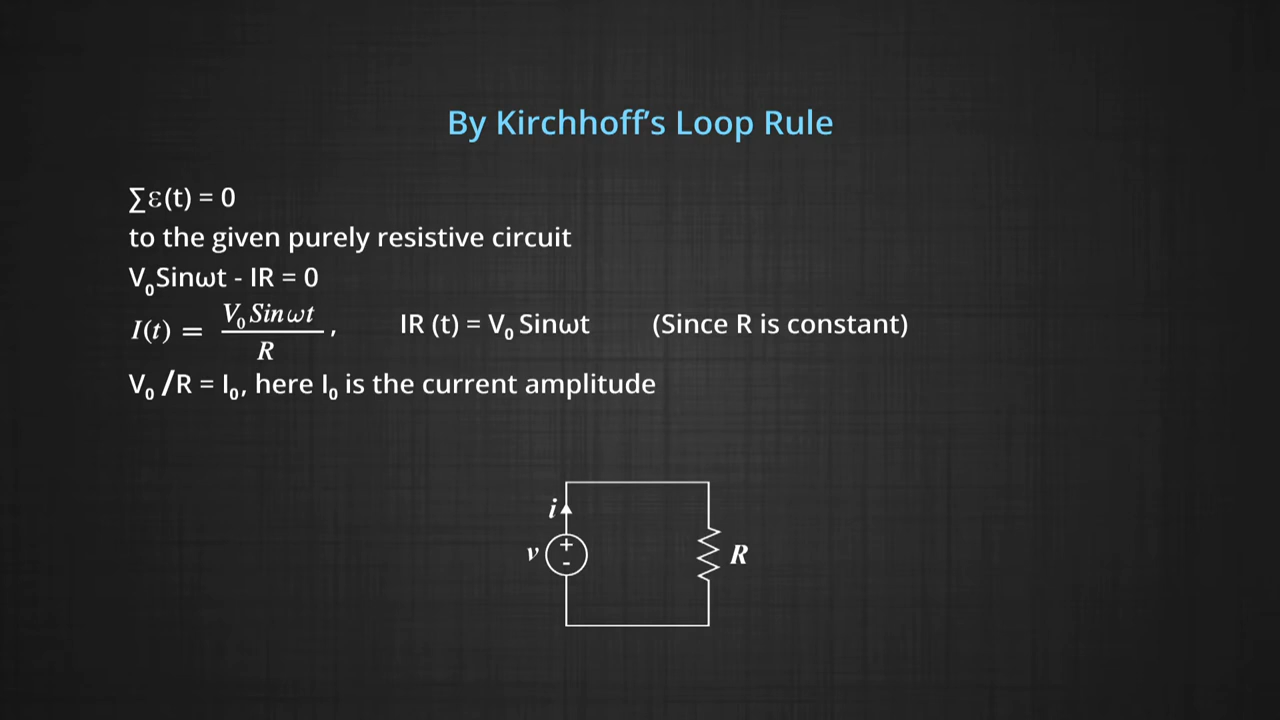 By Kirchhoff's Loop Rule
∑ε(t) = 0
to the given purely resistive circuit
V₀Sinωt - IR = 0
I(t) = V₀Sinωt / R , IR (t) = V₀ Sinωt (Since R is constant)
V₀ /R = I₀, here I₀ is the current amplitude
i
v + - R